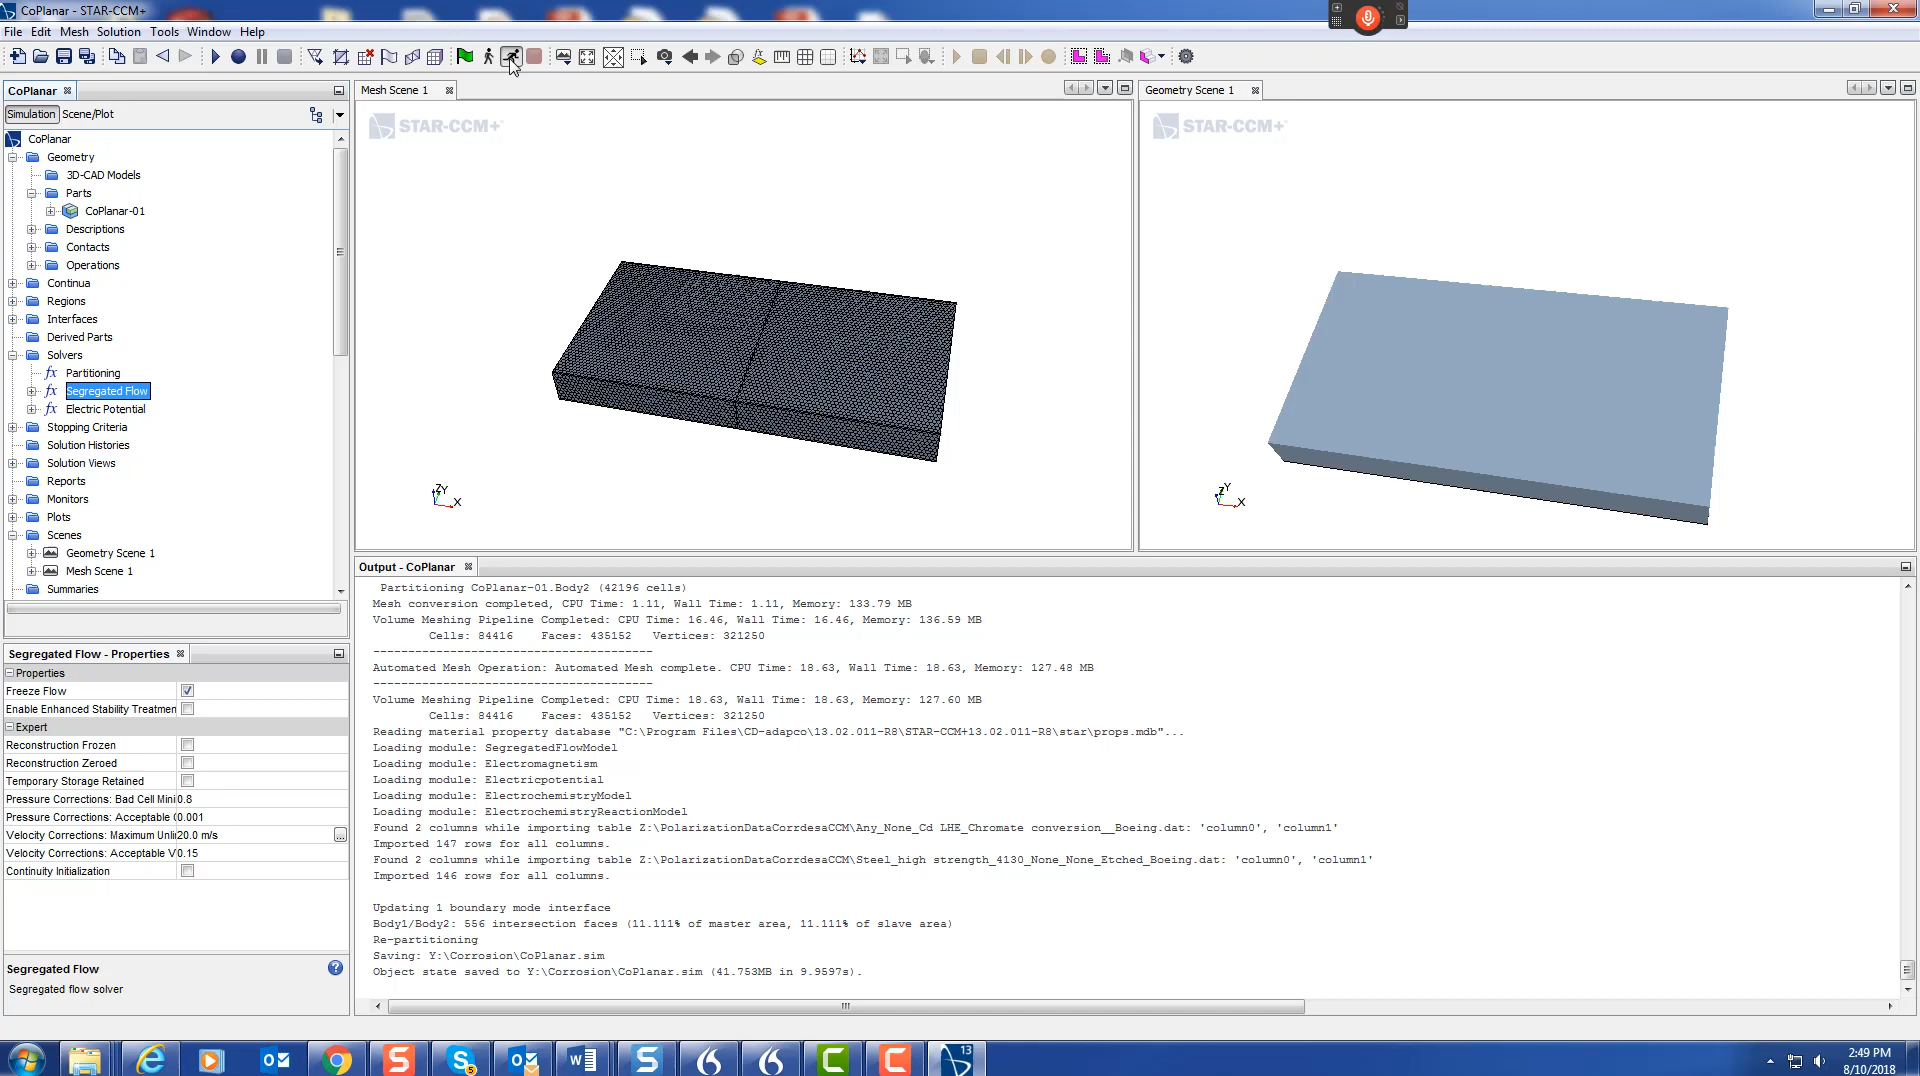 CoPlanar - STAR-CCM+
File Edit Mesh Solution Tools Window Help
CoPlanar
Simulation Scene/Plot
CoPlanar
Geometry
3D-CAD Models
Parts
CoPlanar-01
Descriptions
Contacts
Operations
Continua
Regions
Interfaces
Derived Parts
Solvers
fx Partitioning
fx Segregated Flow
fx Electric Potential
Stopping Criteria
Solution Histories
Solution Views
Reports
Monitors
Plots
Scenes
Geometry Scene 1
Mesh Scene 1
Summaries
Segregated Flow - Properties
Properties
Freeze Flow
Enable Enhanced Stability Treatmen
Expert
Reconstruction Frozen
Reconstruction Zeroed
Temporary Storage Retained
Pressure Corrections: Bad Cell Mini 0.8
Pressure Corrections: Acceptable 0.001
Velocity Corrections: Maximum Unli 20.0 m/s ...
Velocity Corrections: Acceptable V 0.15
Continuity Initialization
Segregated Flow
Segregated flow solver
Mesh Scene 1
STAR-CCM+
Z Y X
Geometry Scene 1
STAR-CCM+
Z Y X
Output - CoPlanar
Partitioning CoPlanar-01.Body2 (42196 cells)
Mesh conversion completed, CPU Time: 1.11, Wall Time: 1.11, Memory: 133.79 MB
Volume Meshing Pipeline Completed: CPU Time: 16.46, Wall Time: 16.46, Memory: 136.59 MB
Cells: 84416 Faces: 435152 Vertices: 321250
----------------------------------------
Automated Mesh Operation: Automated Mesh complete. CPU Time: 18.63, Wall Time: 18.63, Memory: 127.48 MB
----------------------------------------
Volume Meshing Pipeline Completed: CPU Time: 18.63, Wall Time: 18.63, Memory: 127.60 MB
Cells: 84416 Faces: 435152 Vertices: 321250
Reading material property database "C:\Program Files\CD-adapco\13.02.011-R8\STAR-CCM+13.02.011-R8\star\props.mdb"...
Loading module: SegregatedFlowModel
Loading module: Electromagnetism
Loading module: Electricpotential
Loading module: ElectrochemistryModel
Loading module: ElectrochemistryReactionModel
Found 2 columns while importing table Z:\PolarizationDataCorrdesaCCM\Any_None_Cd LHE_Chromate conversion__Boeing.dat: 'column0', 'column1'
Imported 147 rows for all columns.
Found 2 columns while importing table Z:\PolarizationDataCorrdesaCCM\Steel_high strength_4130_None_None_Etched_Boeing.dat: 'column0', 'column1'
Imported 146 rows for all columns.
Updating 1 boundary mode interface
Body1/Body2: 556 intersection faces (11.111% of master area, 11.111% of slave area)
Re-partitioning
Saving: Y:\Corrosion\CoPlanar.sim
Object state saved to Y:\Corrosion\CoPlanar.sim (41.753MB in 9.9597s).
2:49 PM
8/10/2018